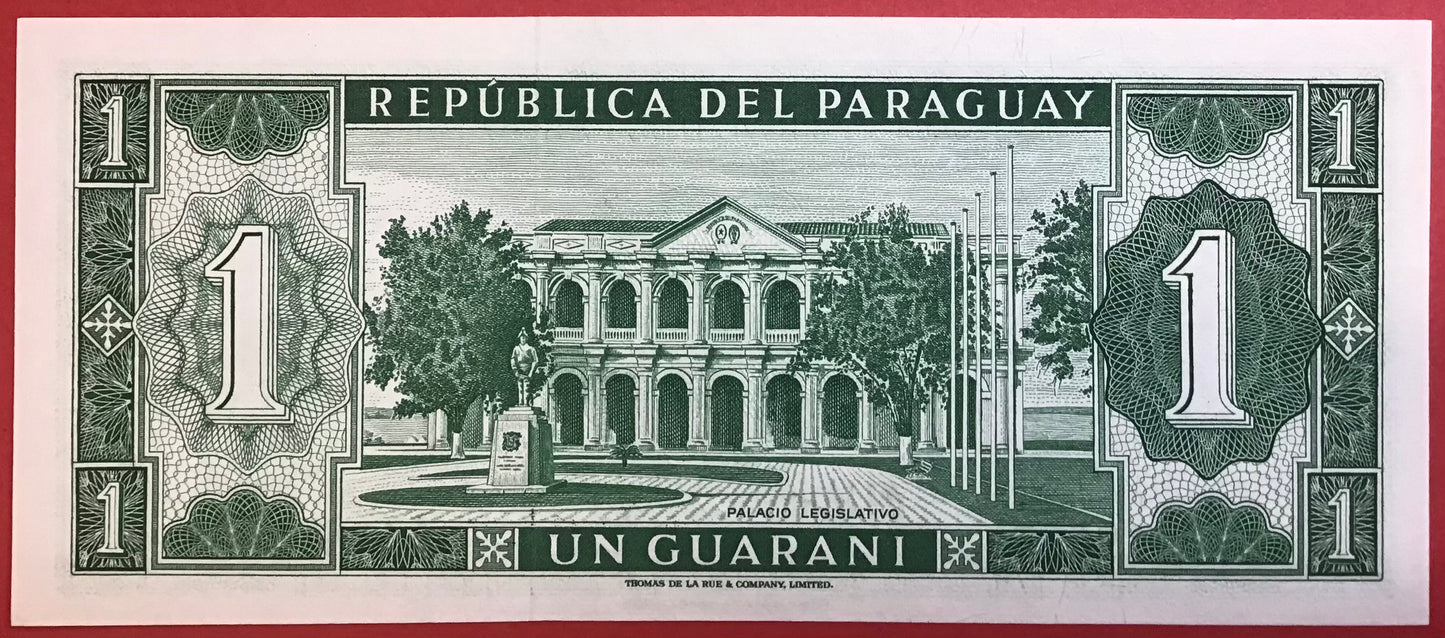 1 REPÚBLICA DEL PARAGUAY 1
1 1
PALACIO LEGISLATIVO
1 UN GUARANI 1
THOMAS DE LA RUE & COMPANY, LIMITED.